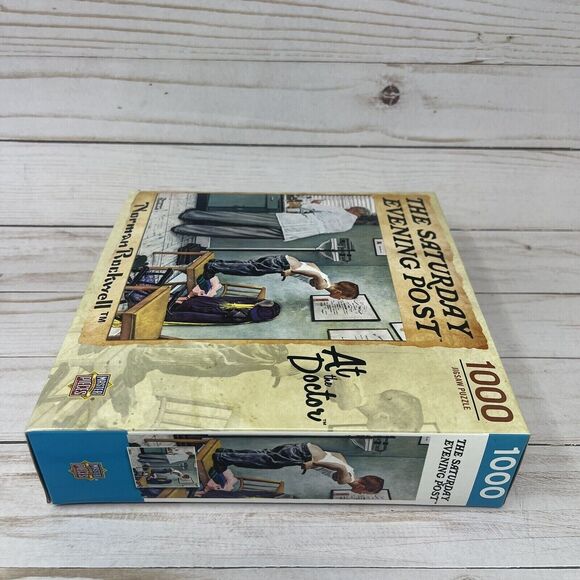 THE SATURDAY
EVENING POST
Norman Rockwell™
At the
Doctor™
1000
JIGSAW PUZZLE
THE SATURDAY
EVENING POST
1000